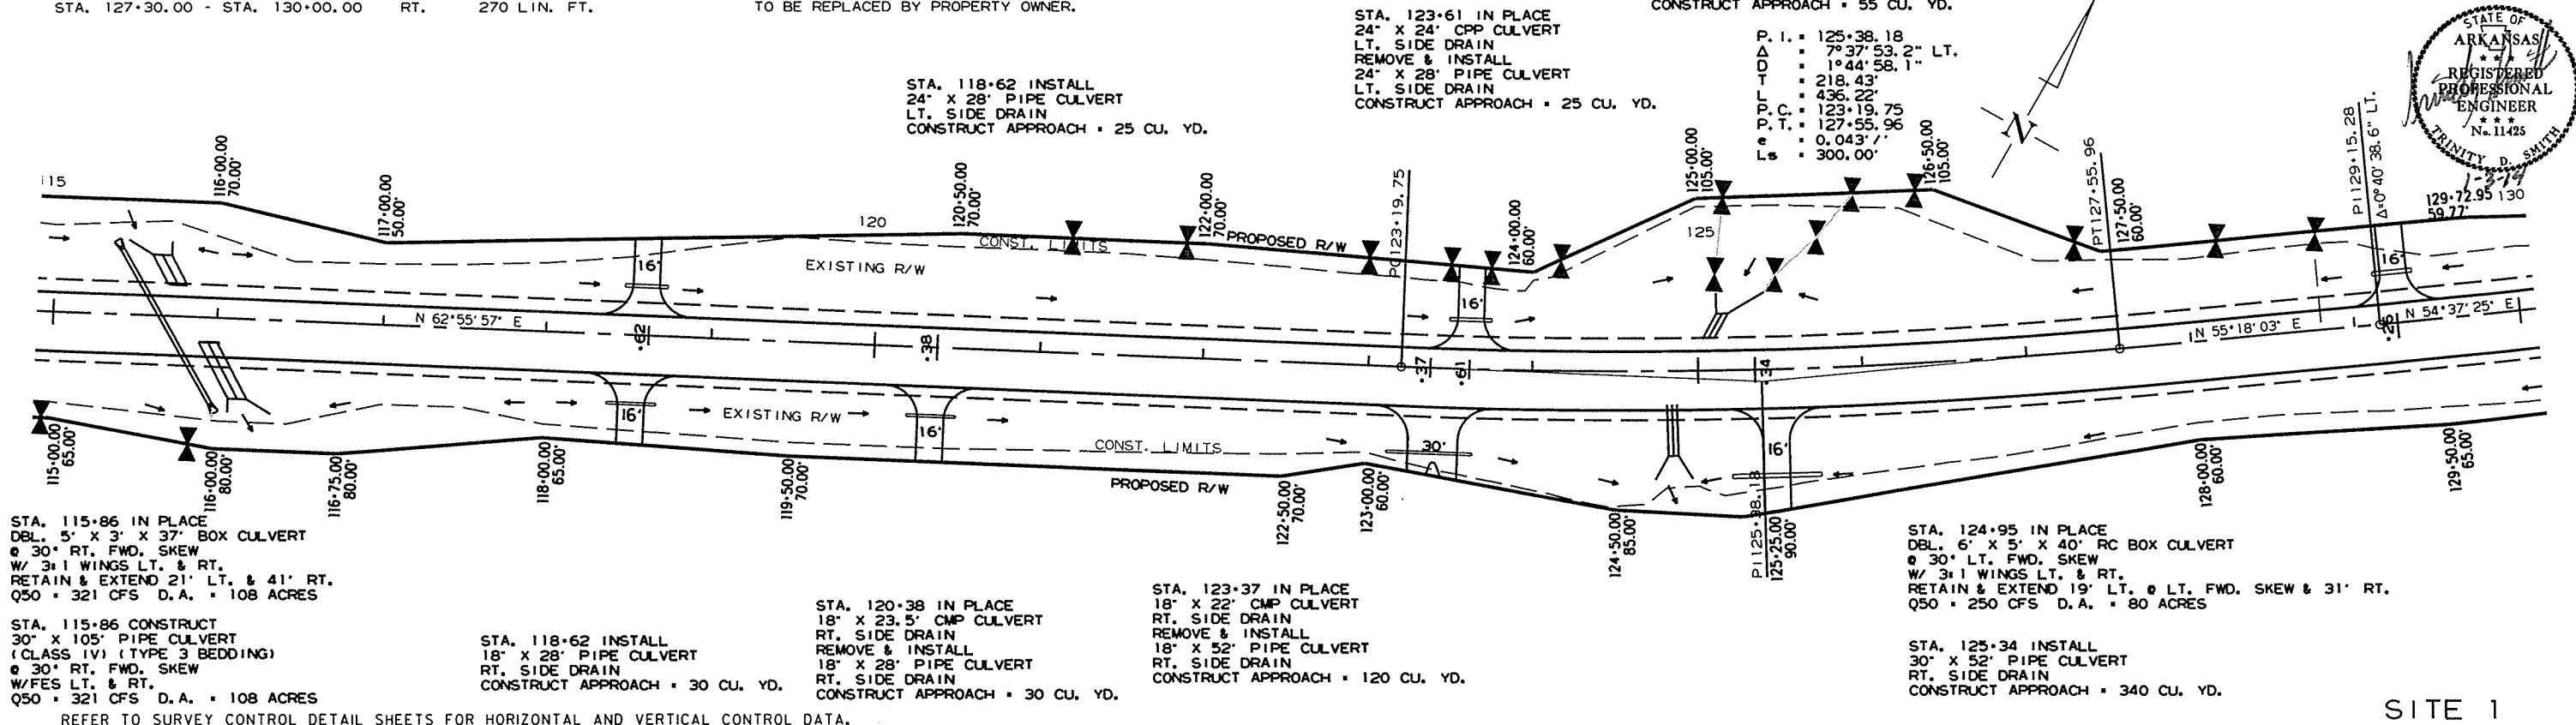 STA. 127+30.00 - STA. 130+00.00 RT. 270 LIN. FT.
TO BE REPLACED BY PROPERTY OWNER.
CONSTRUCT APPROACH = 55 CU. YD.
STA. 118+62 INSTALL
24" X 28' PIPE CULVERT
LT. SIDE DRAIN
CONSTRUCT APPROACH = 25 CU. YD.
STA. 123+61 IN PLACE
24" X 24' CPP CULVERT
LT. SIDE DRAIN
REMOVE & INSTALL
24" X 28' PIPE CULVERT
LT. SIDE DRAIN
CONSTRUCT APPROACH = 25 CU. YD.
P.I. = 125+38.18
Δ = 7°37'53.2" LT.
D = 1°44'58.1"
T = 218.43'
L = 436.22'
P.C. = 123+19.75
P.T. = 127+55.96
e = 0.043'/'
Ls = 300.00'
N
STATE OF
ARKANSAS
★ ★ ★
REGISTERED
PROFESSIONAL
ENGINEER
★ ★ ★
No. 11425
TRINITY D. SMITH
1-3-14
115
116+00.00
70.00'
117+00.00
50.00'
120
120+50.00
70.00'
122+00.00
70.00'
PC123+19.75
124+00.00
60.00'
125+00.00
105.00'
125
126+50.00
105.00'
PT127+55.96
127+50.00
60.00'
PI129+15.28
Δ=0°40'38.6" LT.
129+72.95
59.77'
130
CONST. LIMITS
PROPOSED R/W
EXISTING R/W
16'
16'
16'
N 62°55'57" E
.62
.38
.37
.61
.34
N 55°18'03" E
N 54°37'25" E
16'
EXISTING R/W
16'
CONST. LIMITS
30'
16'
PROPOSED R/W
115+00.00
65.00'
116+00.00
80.00'
116+75.00
80.00'
118+00.00
65.00'
119+50.00
70.00'
122+50.00
70.00'
123+00.00
60.00'
124+50.00
85.00'
PI125+38.18
125+25.00
90.00'
128+00.00
60.00'
129+50.00
65.00'
STA. 115+86 IN PLACE
DBL. 5' X 3' X 37' BOX CULVERT
@ 30° RT. FWD. SKEW
W/ 3:1 WINGS LT. & RT.
RETAIN & EXTEND 21' LT. & 41' RT.
Q50 = 321 CFS D.A. = 108 ACRES
STA. 115+86 CONSTRUCT
30" X 105' PIPE CULVERT
(CLASS IV) (TYPE 3 BEDDING)
@ 30° RT. FWD. SKEW
W/FES LT. & RT.
Q50 = 321 CFS D.A. = 108 ACRES
STA. 118+62 INSTALL
18" X 28' PIPE CULVERT
RT. SIDE DRAIN
CONSTRUCT APPROACH = 30 CU. YD.
STA. 120+38 IN PLACE
18" X 23.5' CMP CULVERT
RT. SIDE DRAIN
REMOVE & INSTALL
18" X 28' PIPE CULVERT
RT. SIDE DRAIN
CONSTRUCT APPROACH = 30 CU. YD.
STA. 123+37 IN PLACE
18" X 22' CMP CULVERT
RT. SIDE DRAIN
REMOVE & INSTALL
18" X 52' PIPE CULVERT
RT. SIDE DRAIN
CONSTRUCT APPROACH = 120 CU. YD.
STA. 124+95 IN PLACE
DBL. 6' X 5' X 40' RC BOX CULVERT
@ 30° LT. FWD. SKEW
W/ 3:1 WINGS LT. & RT.
RETAIN & EXTEND 19' LT. @ LT. FWD. SKEW & 31' RT.
Q50 = 250 CFS D.A. = 80 ACRES
STA. 125+34 INSTALL
30" X 52' PIPE CULVERT
RT. SIDE DRAIN
CONSTRUCT APPROACH = 340 CU. YD.
REFER TO SURVEY CONTROL DETAIL SHEETS FOR HORIZONTAL AND VERTICAL CONTROL DATA.
SITE 1